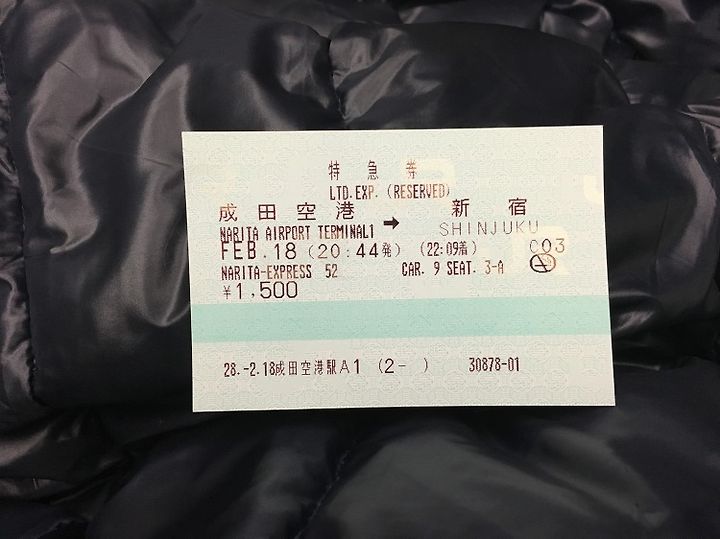 特急券
LTD.EXP.(RESERVED)
成田空港 → 新宿
NARITA AIRPORT TERMINAL1 SHINJUKU
FEB.18 (20:44発) (22:09着) C03
NARITA-EXPRESS 52 CAR. 9 SEAT. 3-A
¥1,500
28.-2.18成田空港駅A1 (2- ) 30878-01